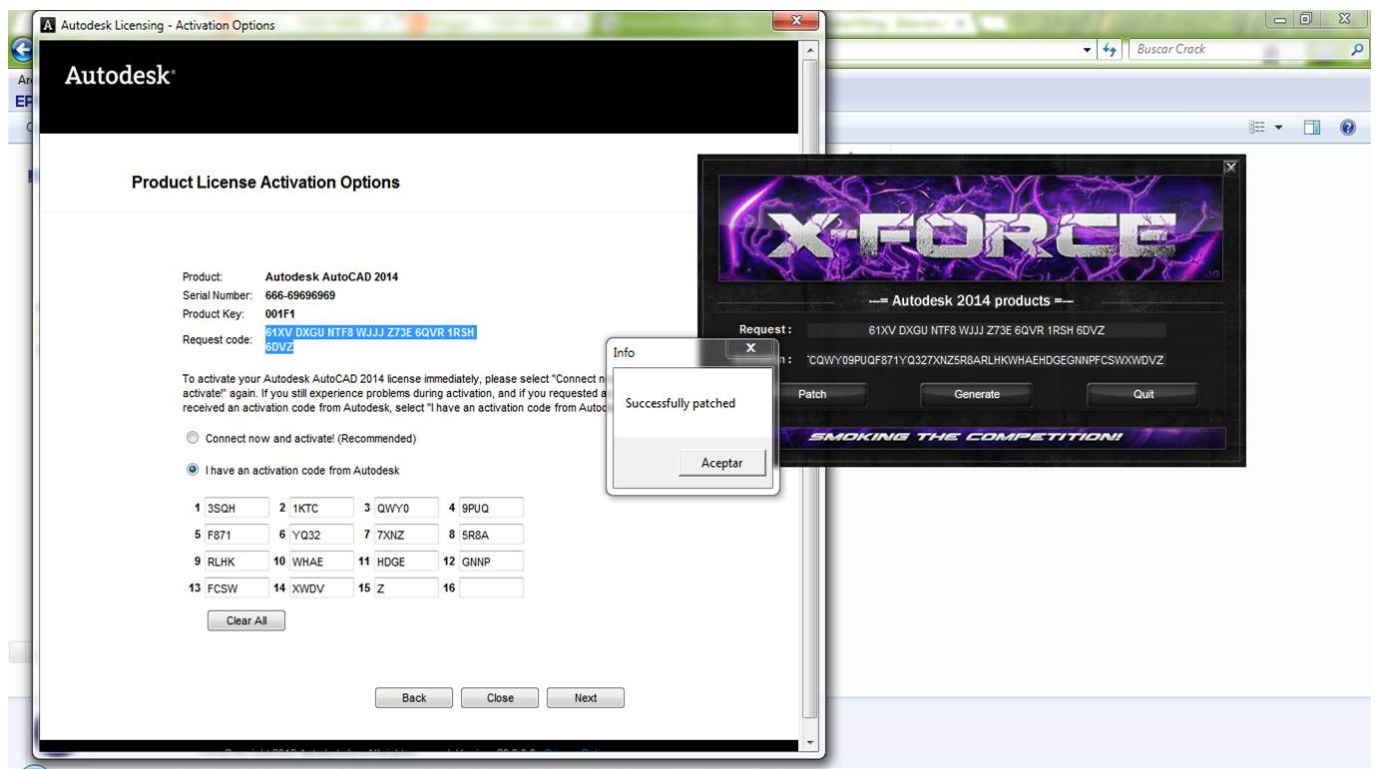 Autodesk Licensing - Activation Options
Buscar Crack
Autodesk
Product License Activation Options
Product: Autodesk AutoCAD 2014
Serial Number: 666-69696969
Product Key: 001F1
Request code: 61XV DXGU NTF8 WJJJ Z73E 6QVR 1RSH
6DVZ
To activate your Autodesk AutoCAD 2014 license immediately, please select "Connect
activate!" again. If you still experience problems during activation, and if you requested
received an activation code from Autodesk, select "I have an activation code from
Connect now and activate! (Recommended)
I have an activation code from Autodesk
1 3SQH 2 1KTC 3 QWY0 4 9PUQ
5 F871 6 YQ32 7 7XNZ 8 5R8A
9 RLHK 10 WHAE 11 HDGE 12 GNNP
13 FCSW 14 XWDV 15 Z 16
Clear All
Back Close Next
Info
Successfully patched
Aceptar
X-FORCE
---= Autodesk 2014 products =---
Request : 61XV DXGU NTF8 WJJJ Z73E 6QVR 1RSH 6DVZ
CQWY09PUQF871YQ327XNZ5R8ARLHKWHAEHDGEGNNPFCSWXWDVZ
Patch Generate Quit
SMOKING THE COMPETITION!